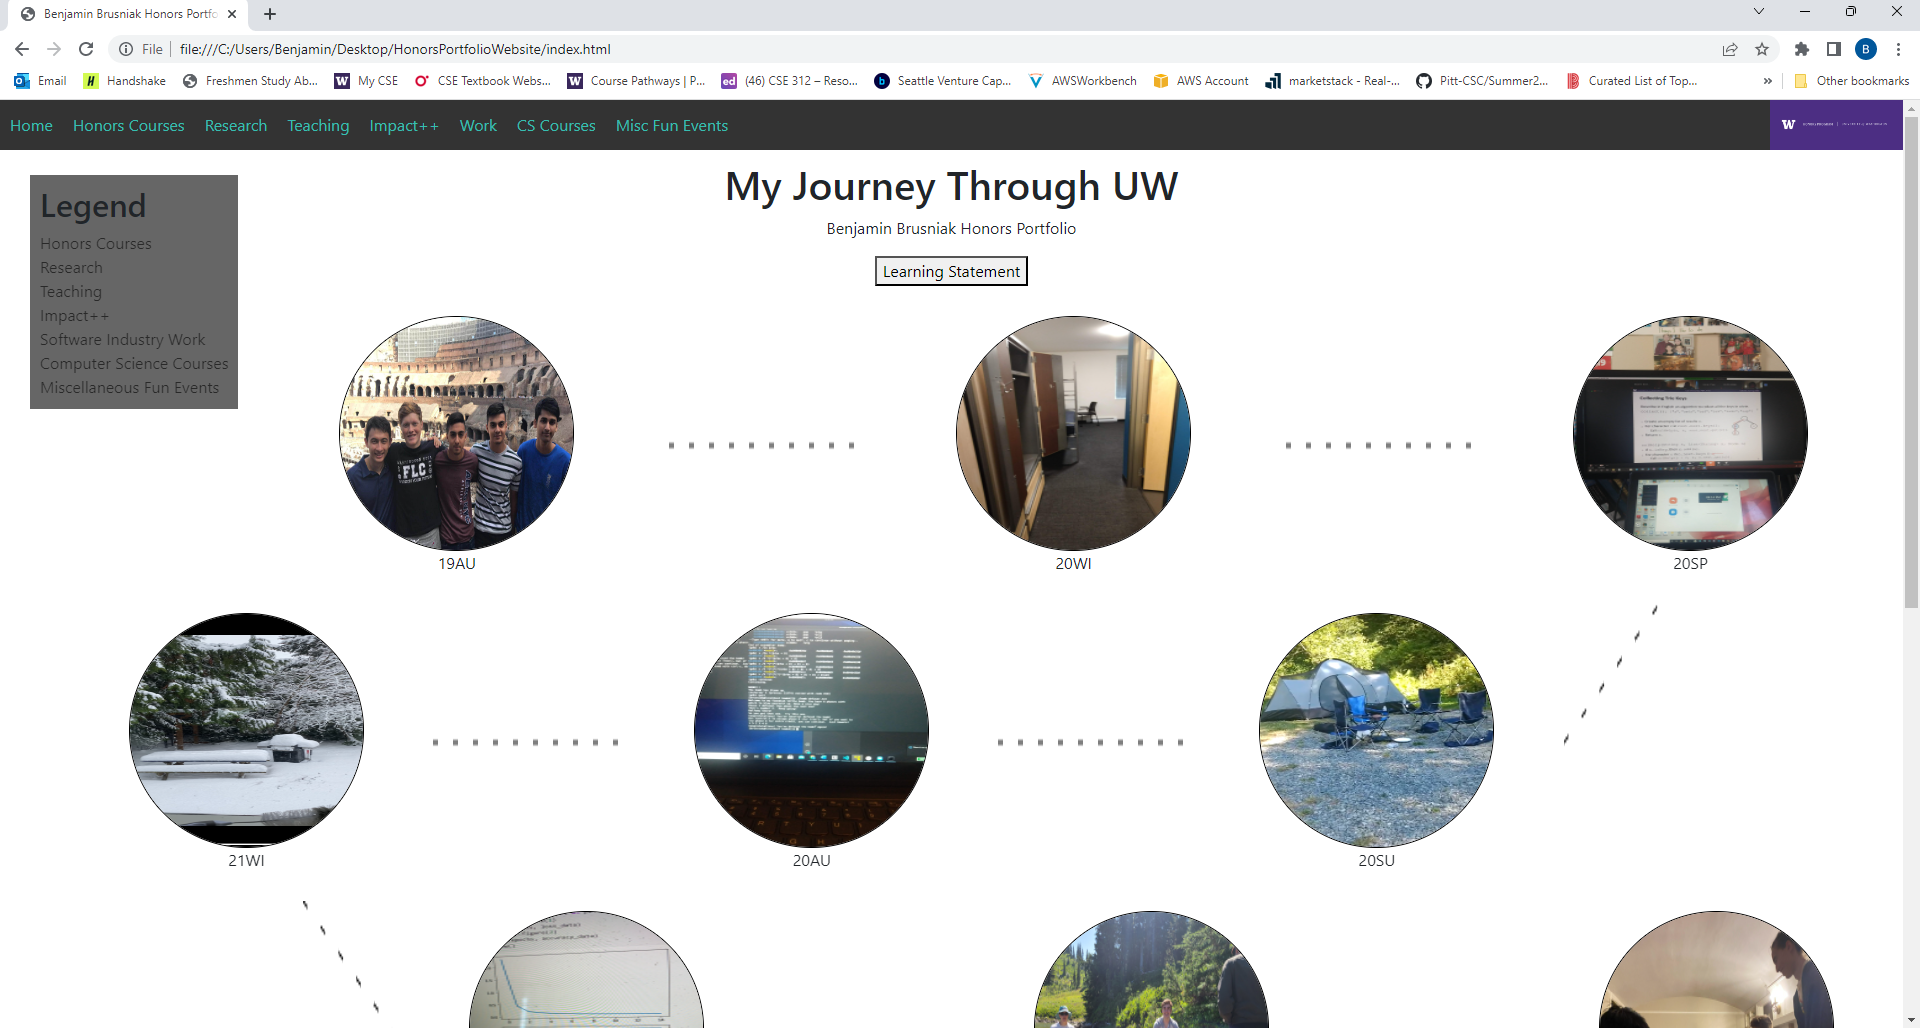 Benjamin Brusniak Honors Portfo
File
file:///C:/Users/Benjamin/Desktop/HonorsPortfolioWebsite/index.html
B
Email
Handshake
Freshmen Study Ab...
My CSE
CSE Textbook Webs...
Course Pathways | P...
ed (46) CSE 312 – Reso...
Seattle Venture Cap...
AWSWorkbench
AWS Account
marketstack - Real-...
Pitt-CSC/Summer2...
Curated List of Top...
»
Other bookmarks
Home
Honors Courses
Research
Teaching
Impact++
Work
CS Courses
Misc Fun Events
W
My Journey Through UW
Benjamin Brusniak Honors Portfolio
Learning Statement
Legend
Honors Courses
Research
Teaching
Impact++
Software Industry Work
Computer Science Courses
Miscellaneous Fun Events
FLC
19AU
20WI
20SP
21WI
20AU
20SU